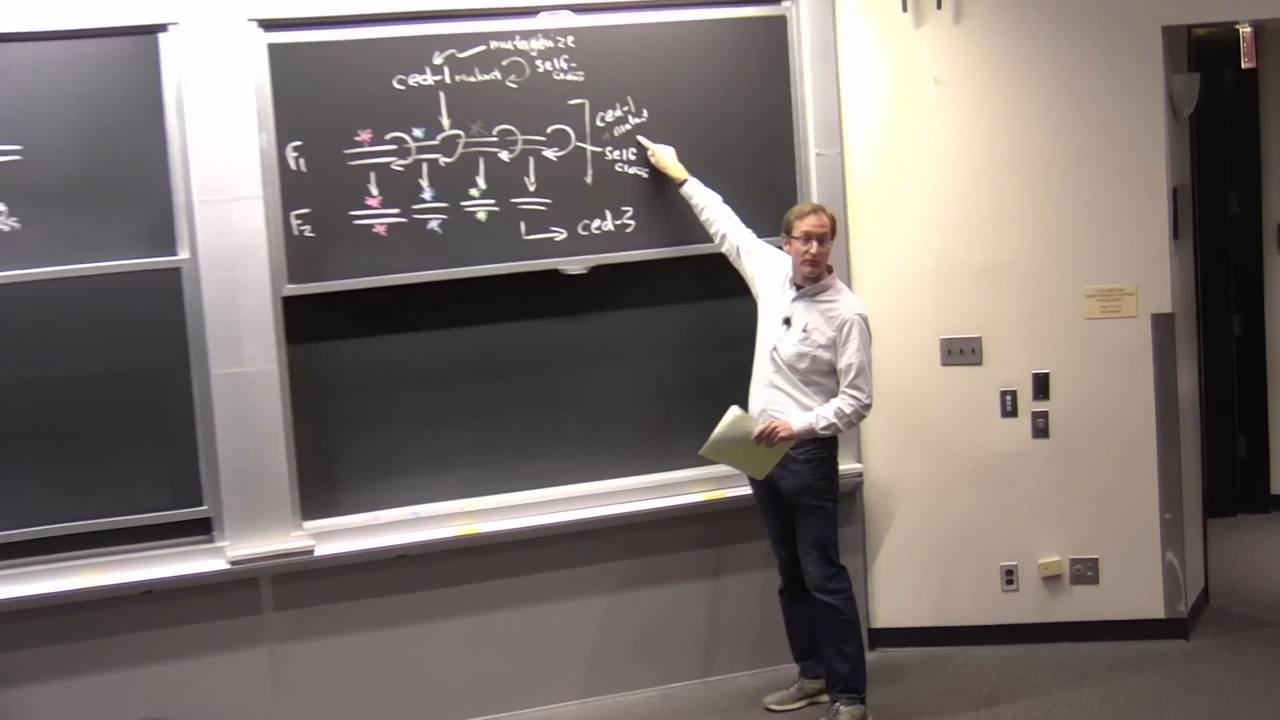 mutagenize
ced-1 mutant self-
cross
ced-1
mutant
F1
self
cross
F2
ced-3